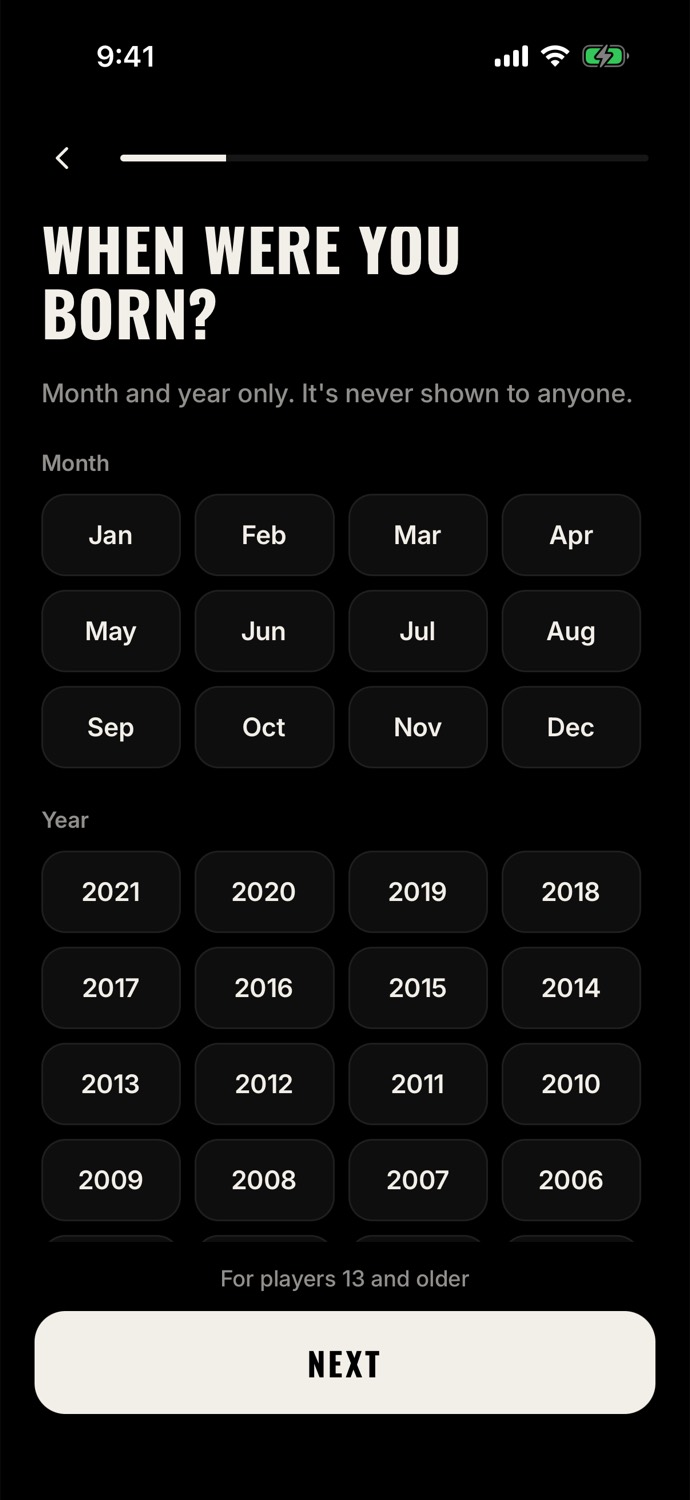 9:41
WHEN WERE YOU
BORN?
Month and year only. It's never shown to anyone.
Month
Jan Feb Mar Apr
May Jun Jul Aug
Sep Oct Nov Dec
Year
2021 2020 2019 2018
2017 2016 2015 2014
2013 2012 2011 2010
2009 2008 2007 2006
For players 13 and older
NEXT